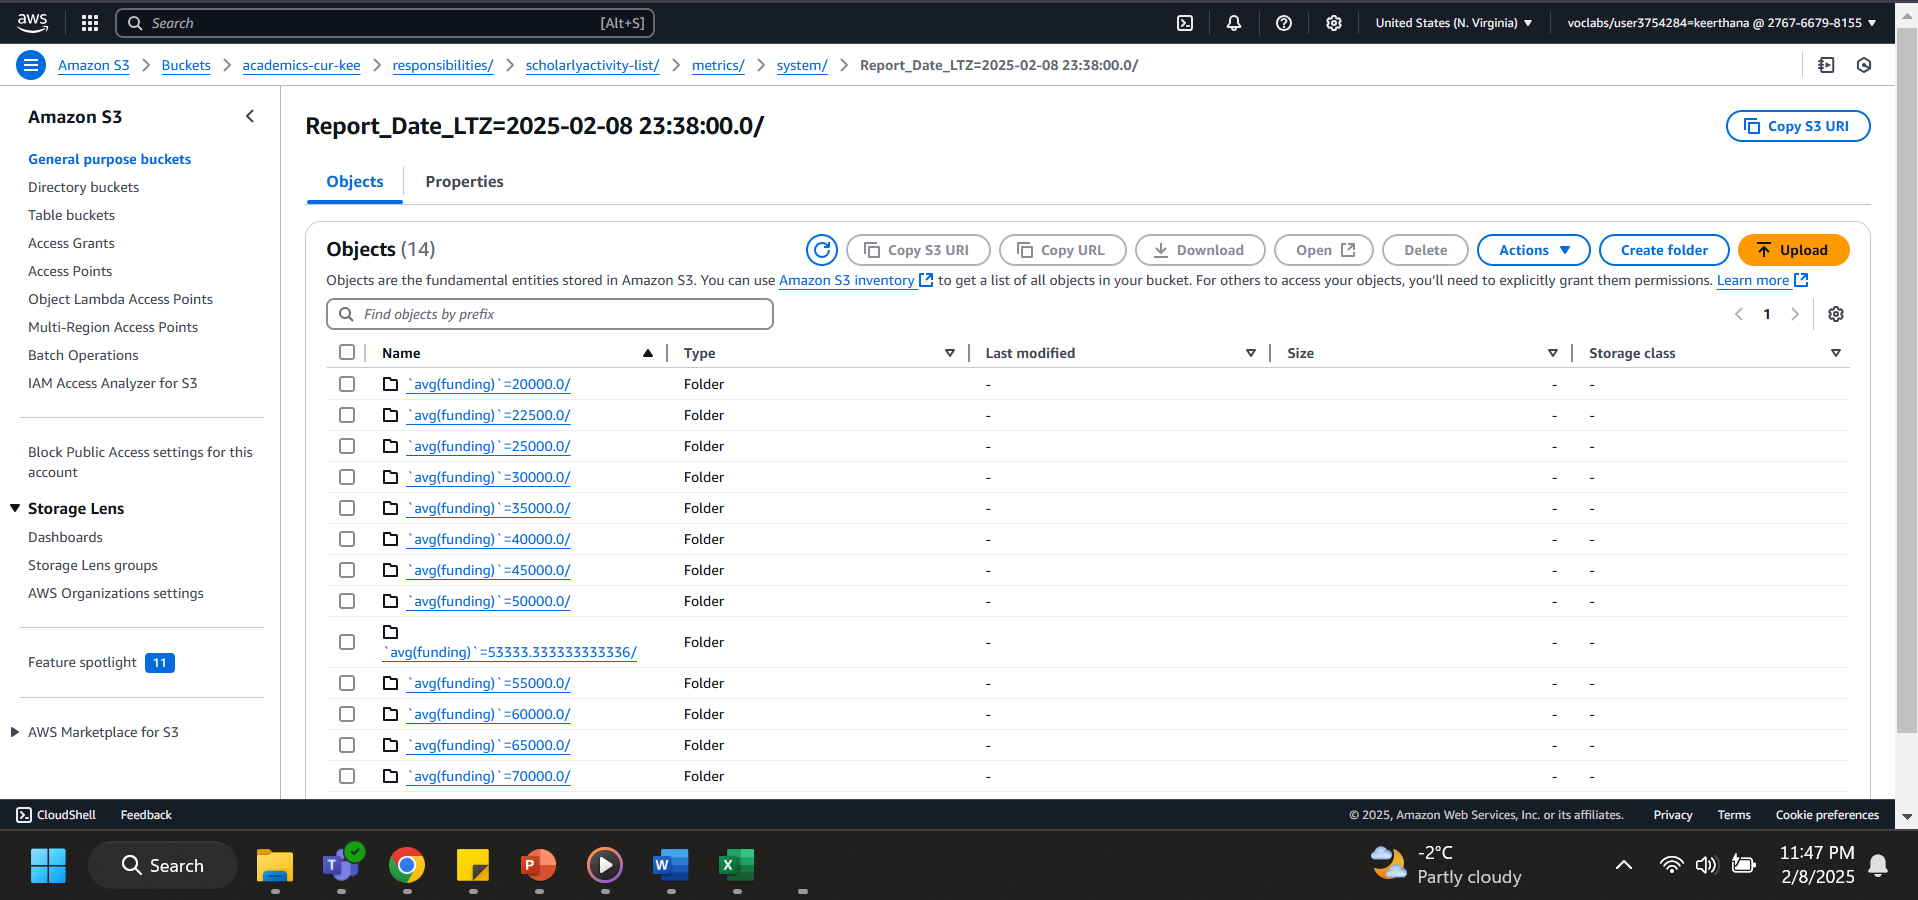 aws
Search
[Alt+S]
United States (N. Virginia)
voclabs/user3754284=keerthana @ 2767-6679-8155
Amazon S3
Buckets
academics-cur-kee
responsibilities/
scholarlyactivity-list/
metrics/
system/
Report_Date_LTZ=2025-02-08 23:38:00.0/
Amazon S3
General purpose buckets
Directory buckets
Table buckets
Access Grants
Access Points
Object Lambda Access Points
Multi-Region Access Points
Batch Operations
IAM Access Analyzer for S3
Block Public Access settings for this
account
Storage Lens
Dashboards
Storage Lens groups
AWS Organizations settings
Feature spotlight 11
AWS Marketplace for S3
Report_Date_LTZ=2025-02-08 23:38:00.0/
Copy S3 URI
Objects
Properties
Objects (14)
Copy S3 URI
Copy URL
Download
Open
Delete
Actions
Create folder
Upload
Objects are the fundamental entities stored in Amazon S3. You can use Amazon S3 inventory to get a list of all objects in your bucket. For others to access your objects, you'll need to explicitly grant them permissions. Learn more
Find objects by prefix
1
Name Type Last modified Size Storage class
`avg(funding)`=20000.0/ Folder - - -
`avg(funding)`=22500.0/ Folder - - -
`avg(funding)`=25000.0/ Folder - - -
`avg(funding)`=30000.0/ Folder - - -
`avg(funding)`=35000.0/ Folder - - -
`avg(funding)`=40000.0/ Folder - - -
`avg(funding)`=45000.0/ Folder - - -
`avg(funding)`=50000.0/ Folder - - -
`avg(funding)`=53333.333333333336/ Folder - - -
`avg(funding)`=55000.0/ Folder - - -
`avg(funding)`=60000.0/ Folder - - -
`avg(funding)`=65000.0/ Folder - - -
`avg(funding)`=70000.0/ Folder - - -
CloudShell
Feedback
© 2025, Amazon Web Services, Inc. or its affiliates.
Privacy
Terms
Cookie preferences
Search
-2°C
Partly cloudy
11:47 PM
2/8/2025